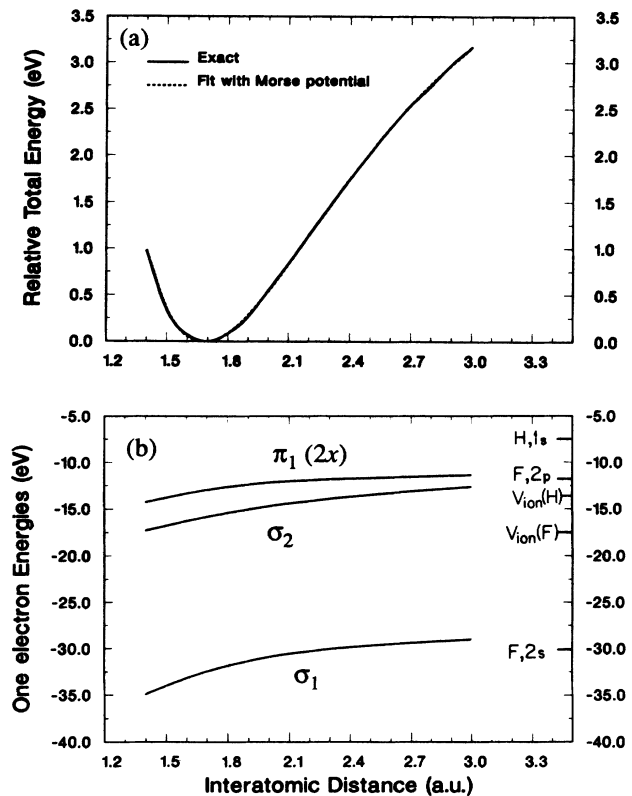 (a)
Exact
Fit with Morse potential
Relative Total Energy (eV)
3.5
3.0
2.5
2.0
1.5
1.0
0.5
0.0
3.5
3.0
2.5
2.0
1.5
1.0
0.5
0.0
1.2 1.5 1.8 2.1 2.4 2.7 3.0 3.3
(b)
One electron Energies (eV)
-5.0
-10.0
-15.0
-20.0
-25.0
-30.0
-35.0
-40.0
π1 (2x)
σ2
σ1
H,1s
F,2p
Vion(H)
Vion(F)
F,2s
-5.0
-10.0
-15.0
-20.0
-25.0
-30.0
-35.0
-40.0
1.2 1.5 1.8 2.1 2.4 2.7 3.0 3.3
Interatomic Distance (a.u.)